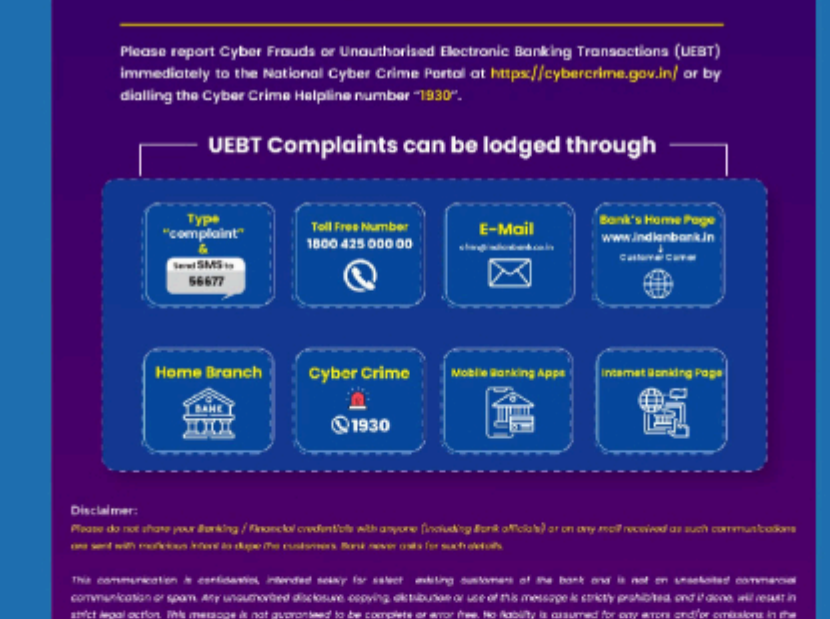 Please report Cyber Frauds or Unauthorised Electronic Banking Transactions (UEBT)
immediately to the National Cyber Crime Portal at https://cybercrime.gov.in/ or by
dialling the Cyber Crime Helpline number “1930”.
UEBT Complaints can be lodged through
Type
“complaint”
&
Send SMS to
56677
Toll Free Number
1800 425 000 00
E-Mail
Bank's Home Page
www.indianbank.in
Customer Corner
Home Branch
BANK
Cyber Crime
1930
Mobile Banking Apps
Internet Banking Page
Disclaimer:
Please do not share your Banking / Financial credentials with anyone (including Bank officials) or on any mail received as such communications
are sent with malicious intent to dupe the customers. Bank never asks for such details.
This communication is confidential, intended solely for select existing customers of the bank and is not an unsolicited commercial
communication or spam. Any unauthorised disclosure, copying, distribution or use of this message is strictly prohibited, and if done, will result in
strict legal action. This message is not guaranteed to be complete or error free. No liability is assumed for any errors and/or omissions in the